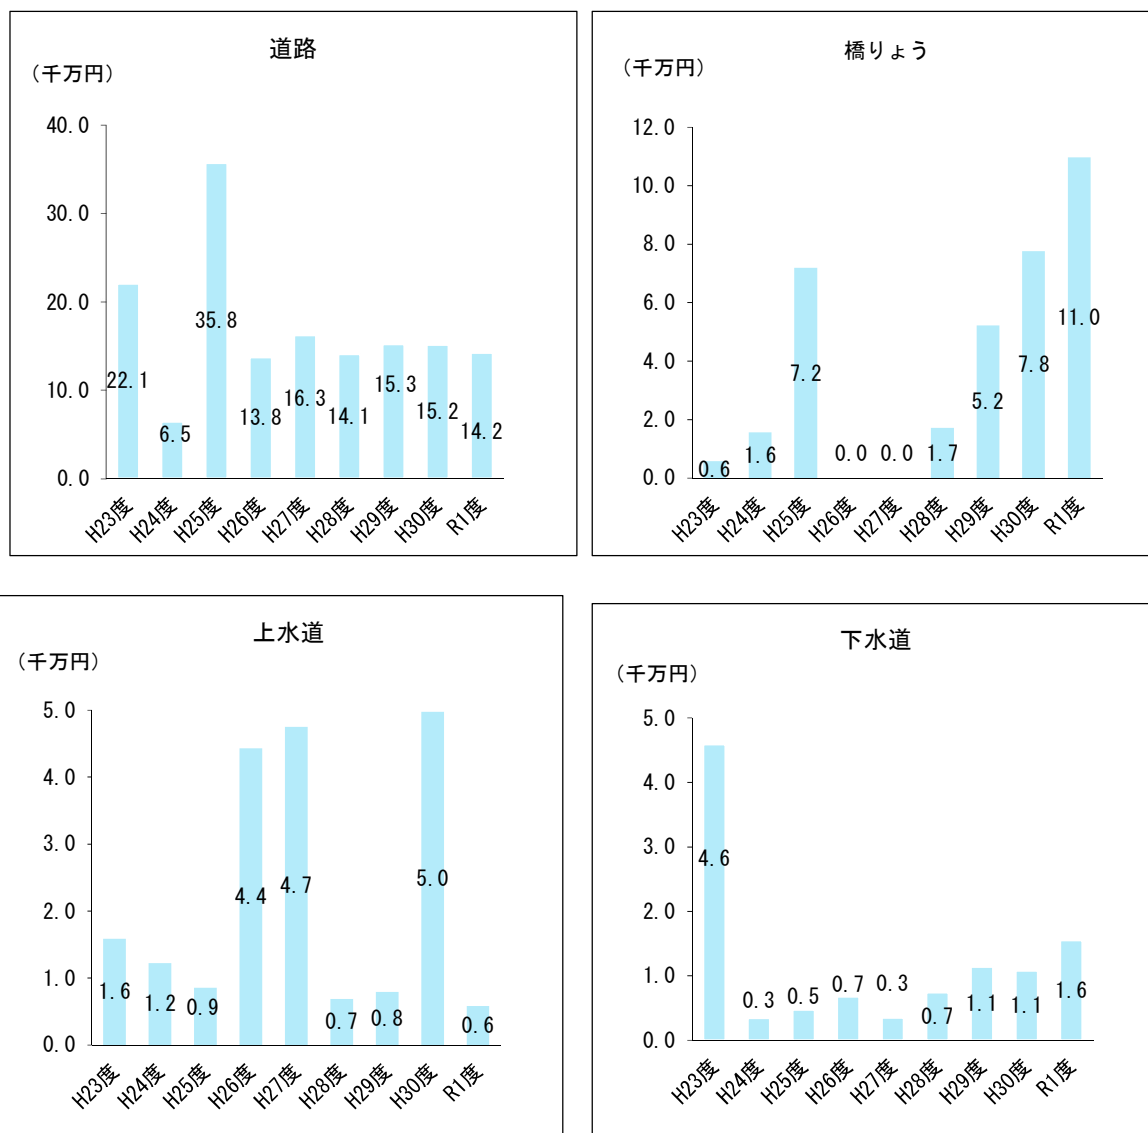 道路
（千万円）
40.0
30.0
20.0
10.0
0.0
22.1
6.5
35.8
13.8
16.3
14.1
15.3
15.2
14.2
H23度
H24度
H25度
H26度
H27度
H28度
H29度
H30度
R1度
橋りょう
（千万円）
12.0
10.0
8.0
6.0
4.0
2.0
0.0
0.6
1.6
7.2
0.0
0.0
1.7
5.2
7.8
11.0
H23度
H24度
H25度
H26度
H27度
H28度
H29度
H30度
R1度
上水道
（千万円）
5.0
4.0
3.0
2.0
1.0
0.0
1.6
1.2
0.9
4.4
4.7
0.7
0.8
5.0
0.6
H23度
H24度
H25度
H26度
H27度
H28度
H29度
H30度
R1度
下水道
（千万円）
5.0
4.0
3.0
2.0
1.0
0.0
4.6
0.3
0.5
0.7
0.3
0.7
1.1
1.1
1.6
H23度
H24度
H25度
H26度
H27度
H28度
H29度
H30度
R1度